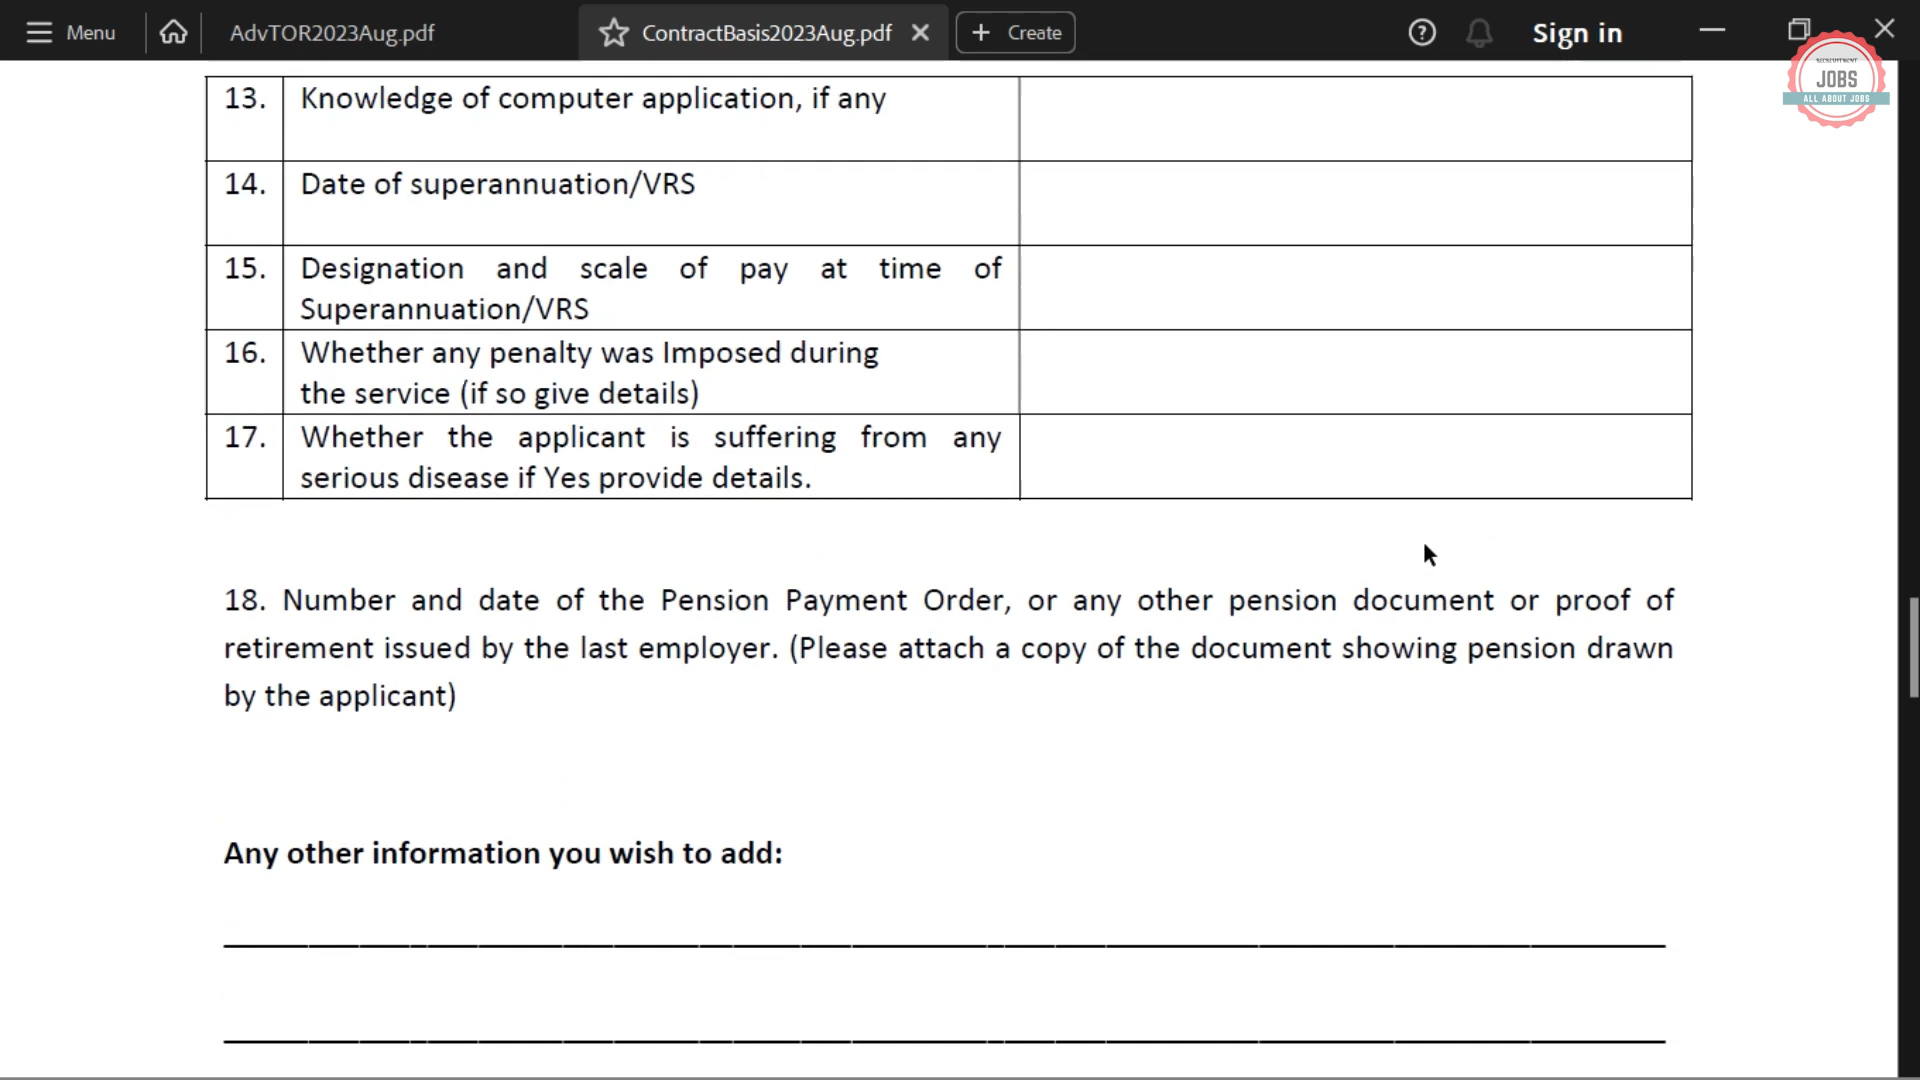 Menu
AdvTOR2023Aug.pdf
ContractBasis2023Aug.pdf
Create
Sign in
JOBS
ALL ABOUT JOBS
13. Knowledge of computer application, if any
14. Date of superannuation/VRS
15. Designation and scale of pay at time of
Superannuation/VRS
16. Whether any penalty was Imposed during
the service (if so give details)
17. Whether the applicant is suffering from any
serious disease if Yes provide details.
18. Number and date of the Pension Payment Order, or any other pension document or proof of
retirement issued by the last employer. (Please attach a copy of the document showing pension drawn
by the applicant)
Any other information you wish to add: